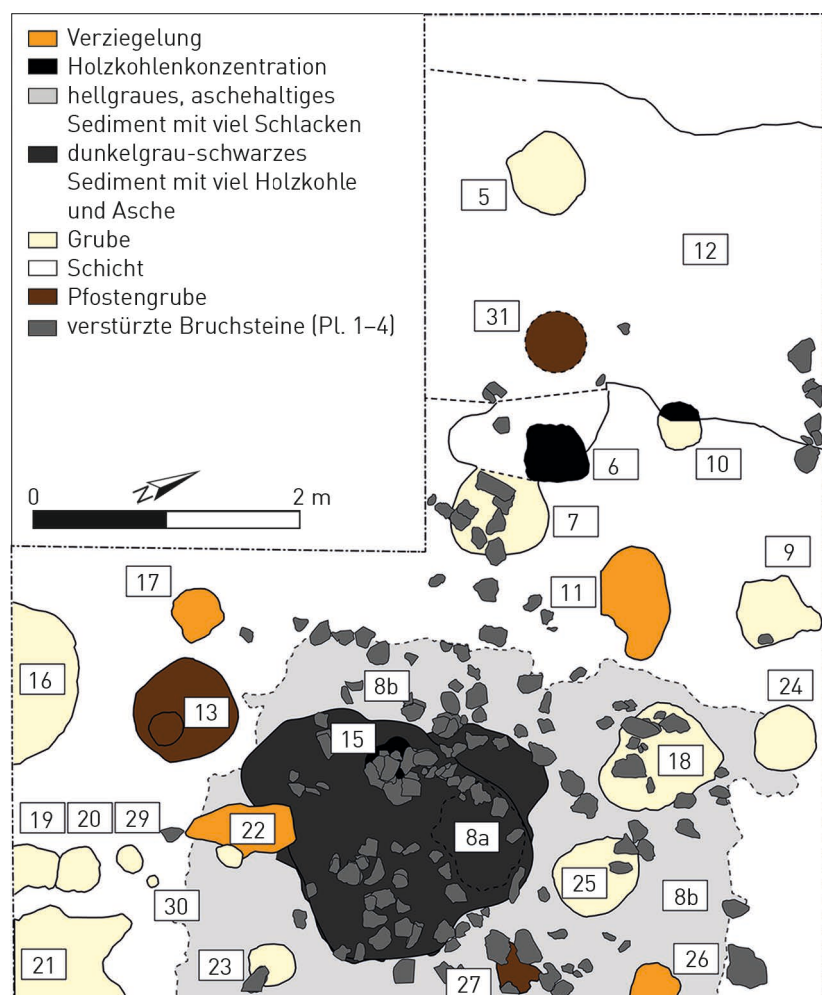 Verziegelung
Holzkohlenkonzentration
hellgraues, aschehaltiges
Sediment mit viel Schlacken
dunkelgrau-schwarzes
Sediment mit viel Holzkohle
und Asche
Grube
Schicht
Pfostengrube
verstürzte Bruchsteine (Pl. 1–4)
N
0 2 m
5
12
31
6
10
7
17
11
9
16
13
8b
24
15
18
19 20 29
22
8a
25
30
8b
21
23
27
26